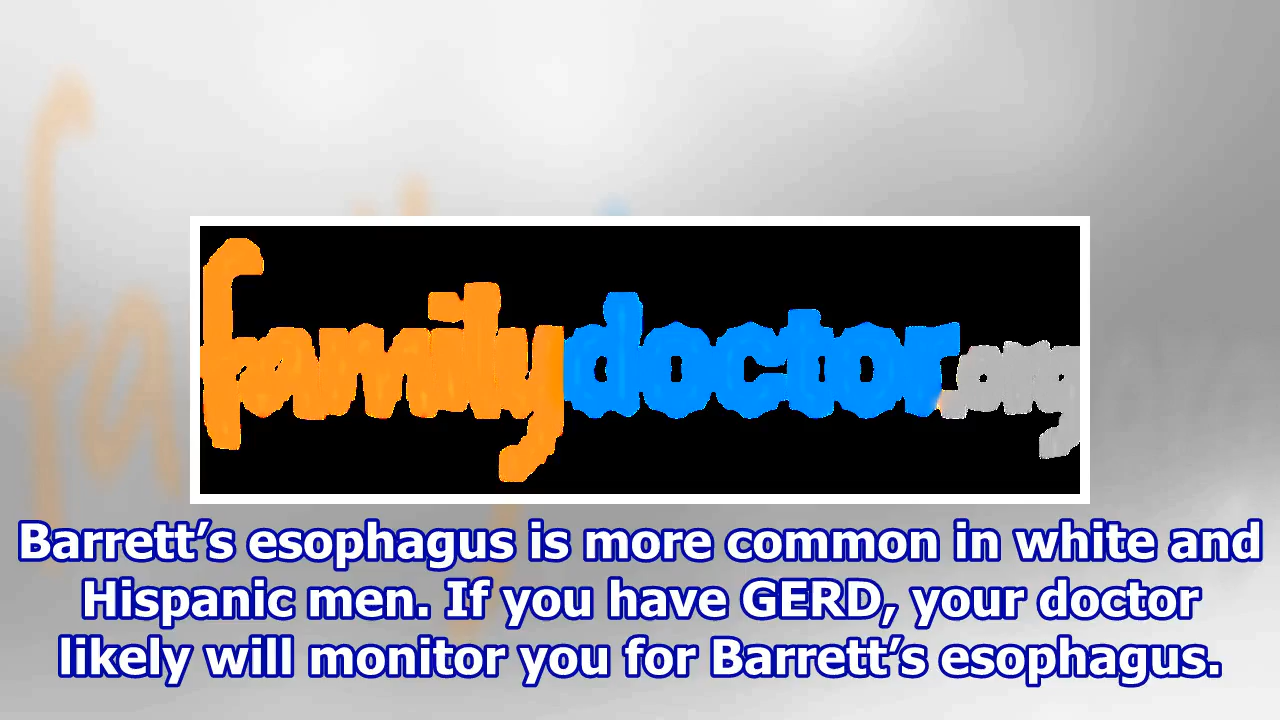 familydoctor.org
Barrett’s esophagus is more common in white and
Hispanic men. If you have GERD, your doctor
likely will monitor you for Barrett’s esophagus.